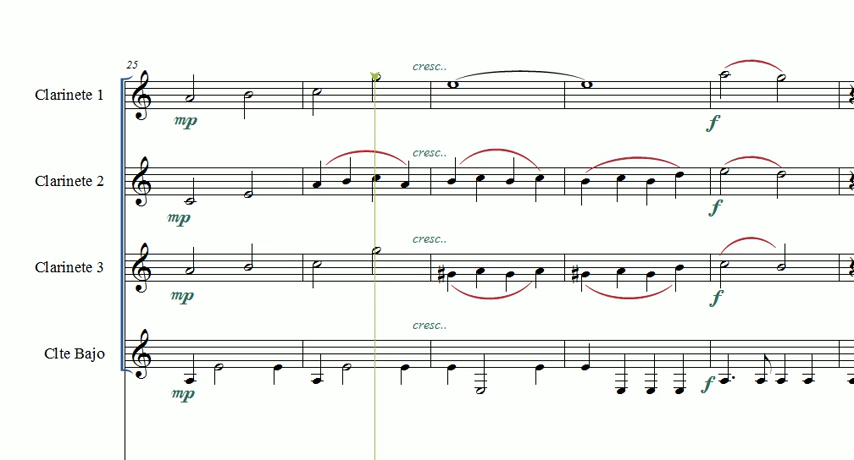 25
cresc..
Clarinete 1
mp
f
cresc..
Clarinete 2
mp
f
cresc..
Clarinete 3
mp
f
cresc..
Clte Bajo
mp
f